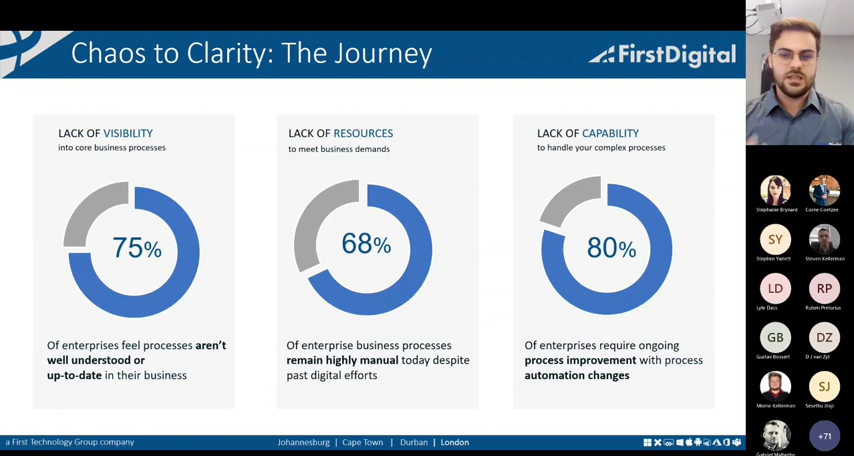 Chaos to Clarity: The Journey
FirstDigital
LACK OF VISIBILITY
into core business processes
75%
Of enterprises feel processes aren't
well understood or
up-to-date in their business
LACK OF RESOURCES
to meet business demands
68%
Of enterprise business processes
remain highly manual today despite
past digital efforts
LACK OF CAPABILITY
to handle your complex processes
80%
Of enterprises require ongoing
process improvement with process
automation changes
a First Technology Group company
Johannesburg | Cape Town | Durban | London
Stephanie Brynard
Corne Coetzee
SY
Stephen Yarrett
Steven Kellerman
LD
Lyle Dass
RP
Ruben Pretorius
GB
Gustav Bossert
DZ
D J van Zyl
Morne Kellerman
SJ
Gabriel Malherbe
+71